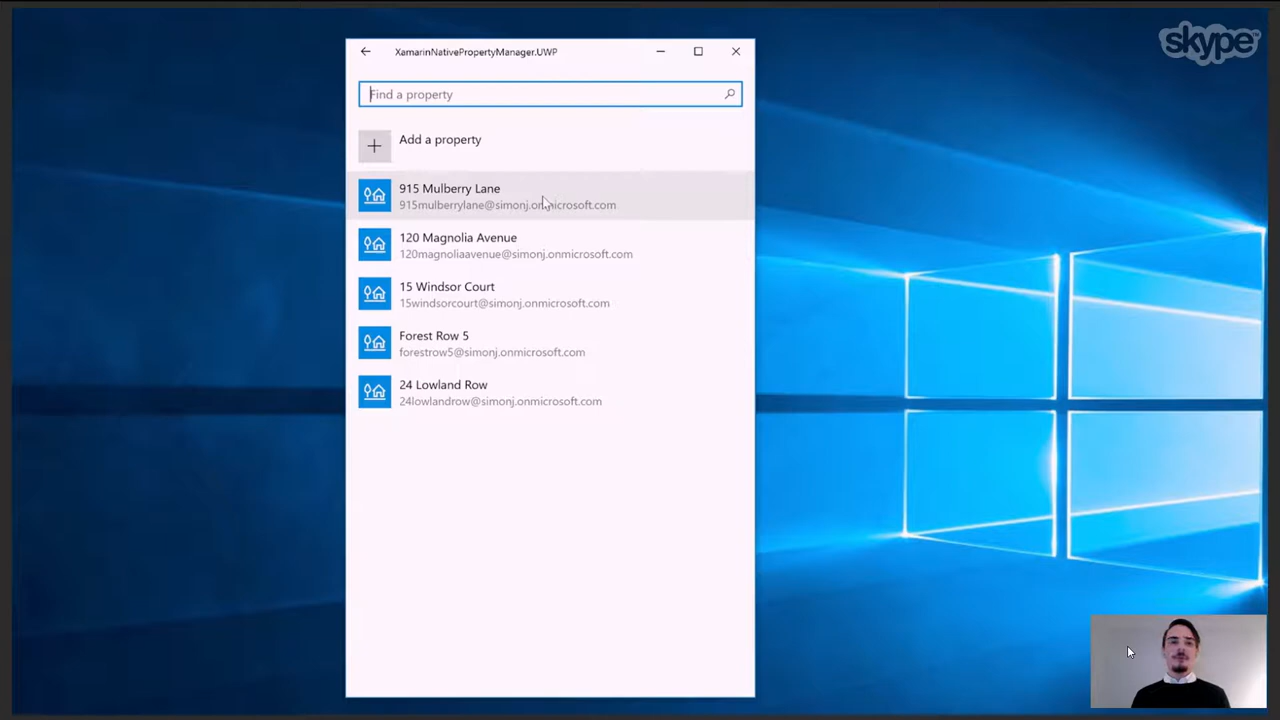 skype™
XamarinNativePropertyManager.UWP
Find a property
Add a property
915 Mulberry Lane
915mulberrylane@simonj.onmicrosoft.com
120 Magnolia Avenue
120magnoliaavenue@simonj.onmicrosoft.com
15 Windsor Court
15windsorcourt@simonj.onmicrosoft.com
Forest Row 5
forestrow5@simonj.onmicrosoft.com
24 Lowland Row
24lowlandrow@simonj.onmicrosoft.com